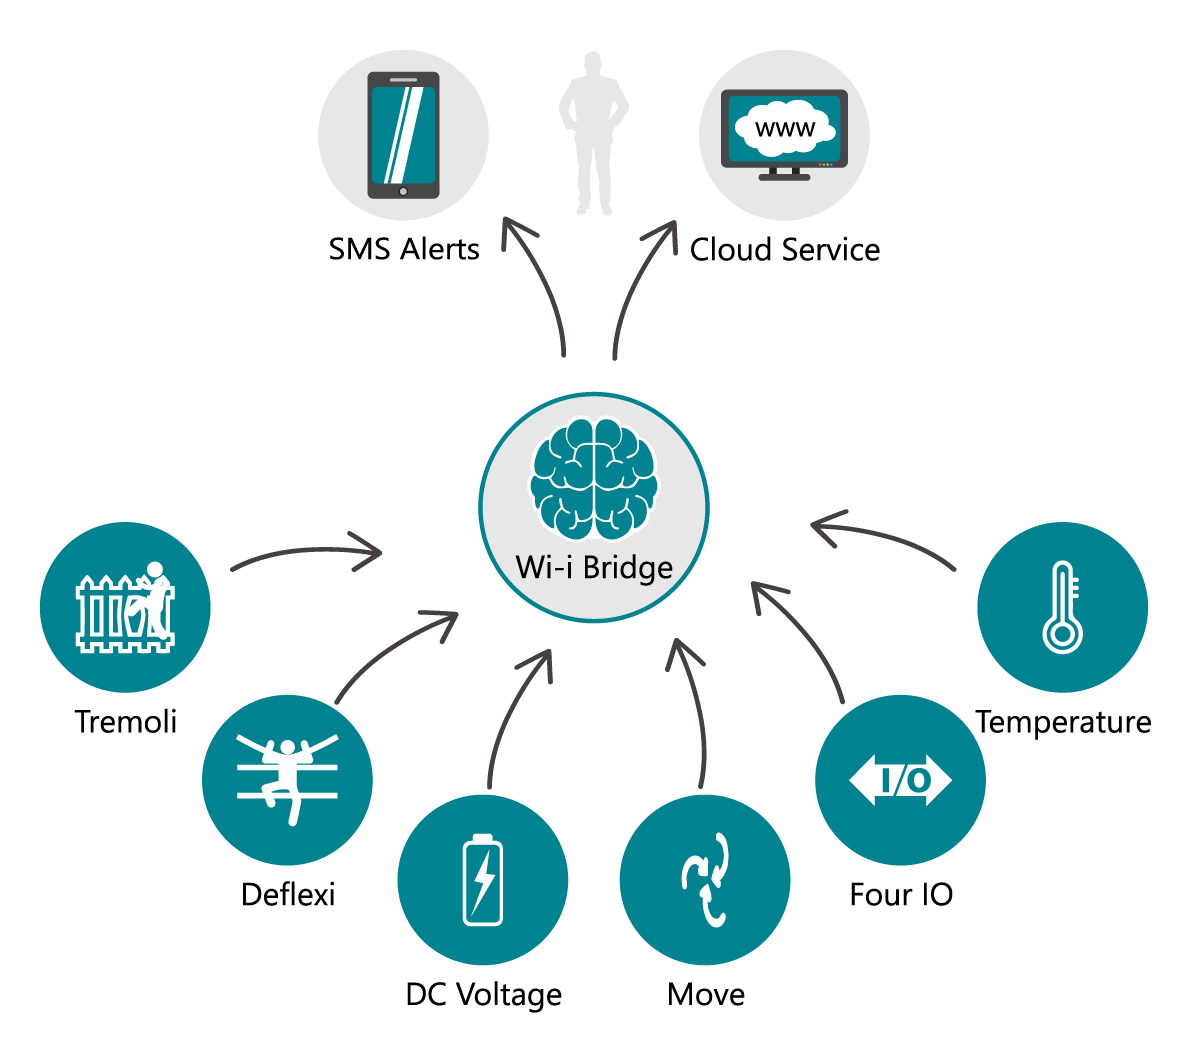 www
SMS Alerts
Cloud Service
Wi-i Bridge
Tremoli
Temperature
I/O
Deflexi
Four IO
DC Voltage
Move